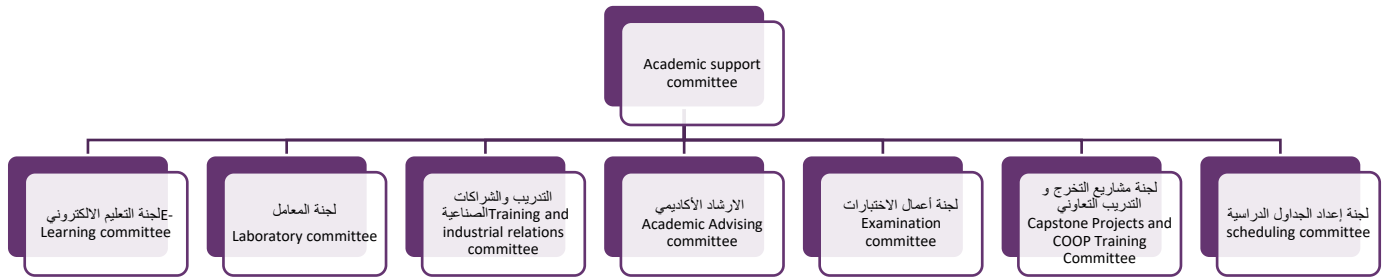 Academic support
committee
لجنة التعليم الالكترونيE-
Learning committee
لجنة المعامل
Laboratory committee
التدريب والشراكات
الصناعيةTraining and
industrial relations
committee
الارشاد الأكاديمي
Academic Advising
committee
لجنة أعمال الاختبارات
Examination
committee
لجنة مشاريع التخرج و
التدريب التعاوني
Capstone Projects and
COOP Training
Committee
لجنة إعداد الجداول الدراسية
scheduling committee